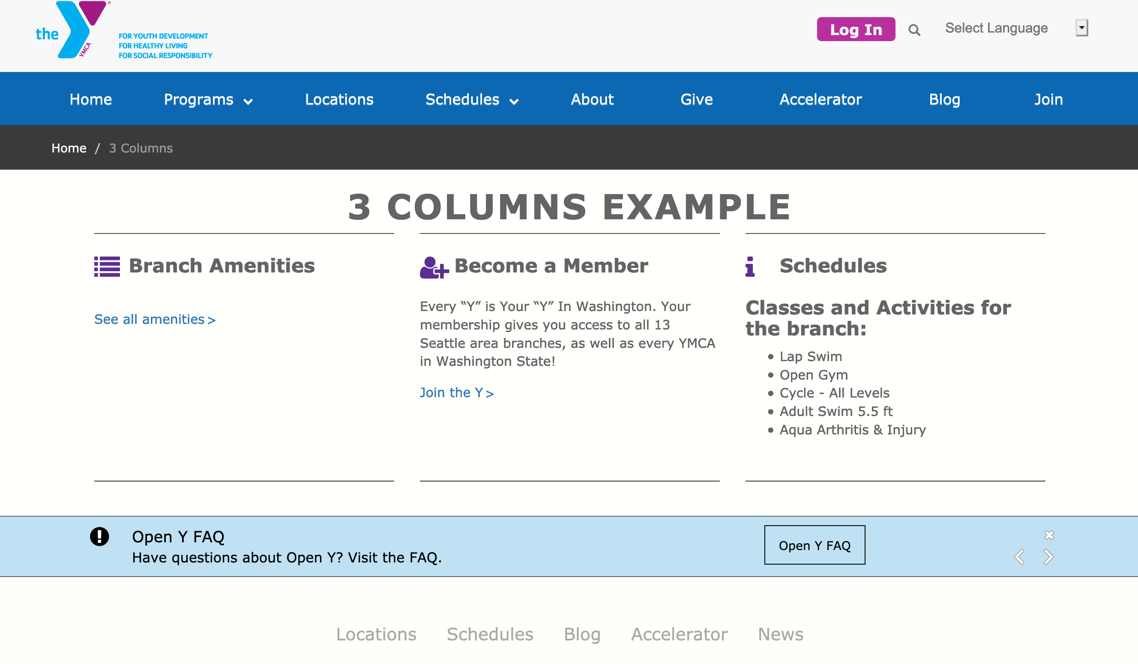 the
YMCA
FOR YOUTH DEVELOPMENT
FOR HEALTHY LIVING
FOR SOCIAL RESPONSIBILITY
Log In
Select Language
Home Programs Locations Schedules About Give Accelerator Blog Join
Home / 3 Columns
3 COLUMNS EXAMPLE
Branch Amenities
See all amenities >
Become a Member
Every “Y” is Your “Y” In Washington. Your
membership gives you access to all 13
Seattle area branches, as well as every YMCA
in Washington State!
Join the Y >
Schedules
Classes and Activities for
the branch:
• Lap Swim
• Open Gym
• Cycle - All Levels
• Adult Swim 5.5 ft
• Aqua Arthritis & Injury
Open Y FAQ
Have questions about Open Y? Visit the FAQ.
Open Y FAQ
Locations Schedules Blog Accelerator News